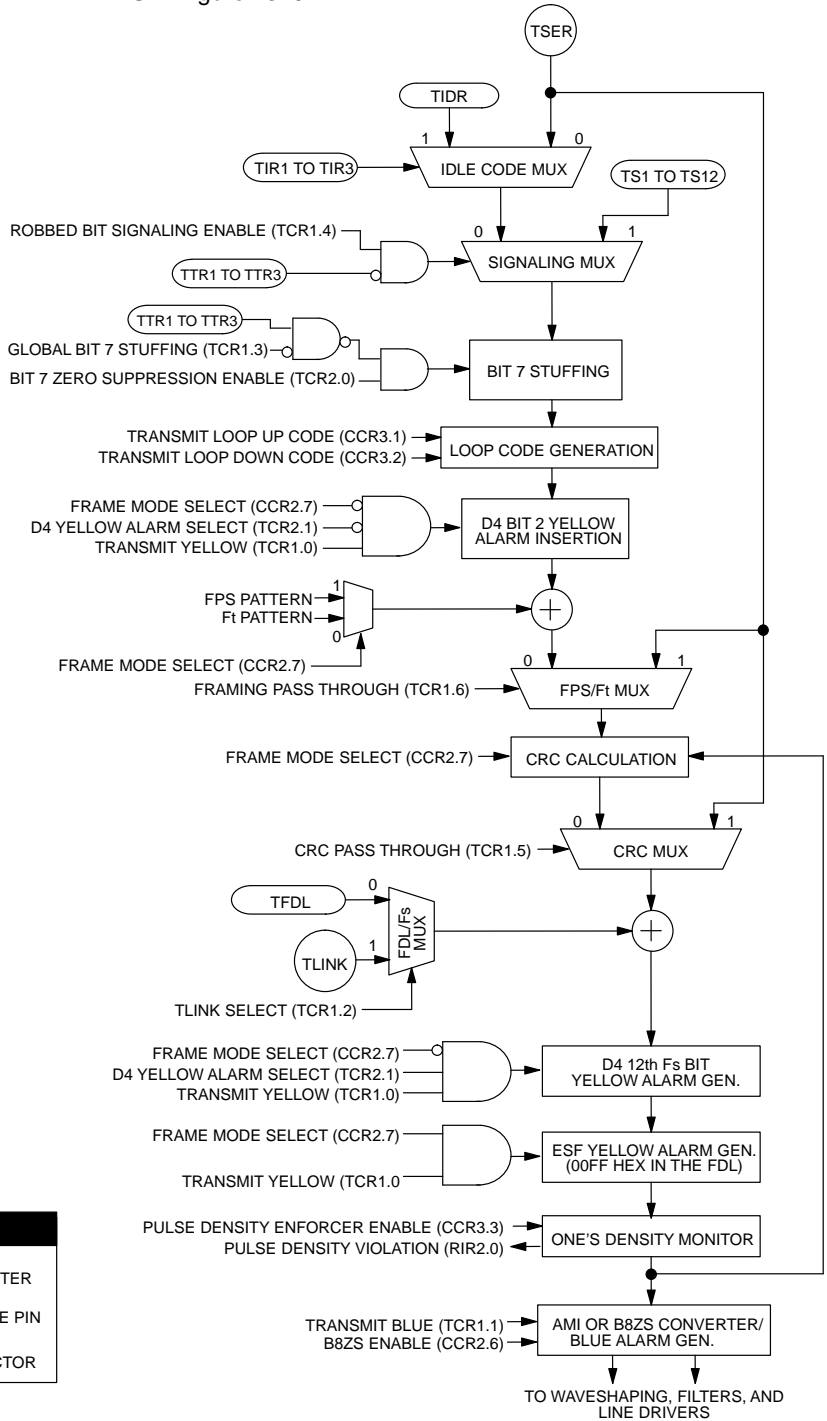 TSER
TIDR
1
0
TIR1 TO TIR3
IDLE CODE MUX
TS1 TO TS12
0
1
ROBBED BIT SIGNALING ENABLE (TCR1.4)
SIGNALING MUX
TTR1 TO TTR3
TTR1 TO TTR3
GLOBAL BIT 7 STUFFING (TCR1.3)
BIT 7 ZERO SUPPRESSION ENABLE (TCR2.0)
BIT 7 STUFFING
TRANSMIT LOOP UP CODE (CCR3.1)
TRANSMIT LOOP DOWN CODE (CCR3.2)
LOOP CODE GENERATION
FRAME MODE SELECT (CCR2.7)
D4 YELLOW ALARM SELECT (TCR2.1)
TRANSMIT YELLOW (TCR1.0)
D4 BIT 2 YELLOW
ALARM INSERTION
1
FPS PATTERN
Ft PATTERN
0
+
FRAME MODE SELECT (CCR2.7)
0
1
FRAMING PASS THROUGH (TCR1.6)
FPS/Ft MUX
FRAME MODE SELECT (CCR2.7)
CRC CALCULATION
0
1
CRC PASS THROUGH (TCR1.5)
CRC MUX
0
TFDL
FDL/Fs
MUX
+
1
TLINK
TLINK SELECT (TCR1.2)
FRAME MODE SELECT (CCR2.7)
D4 YELLOW ALARM SELECT (TCR2.1)
TRANSMIT YELLOW (TCR1.0)
D4 12th Fs BIT
YELLOW ALARM GEN.
FRAME MODE SELECT (CCR2.7)
TRANSMIT YELLOW (TCR1.0
ESF YELLOW ALARM GEN.
(00FF HEX IN THE FDL)
PULSE DENSITY ENFORCER ENABLE (CCR3.3)
PULSE DENSITY VIOLATION (RIR2.0)
ONE'S DENSITY MONITOR
TER
E PIN
CTOR
TRANSMIT BLUE (TCR1.1)
B8ZS ENABLE (CCR2.6)
AMI OR B8ZS CONVERTER/
BLUE ALARM GEN.
TO WAVESHAPING, FILTERS, AND
LINE DRIVERS